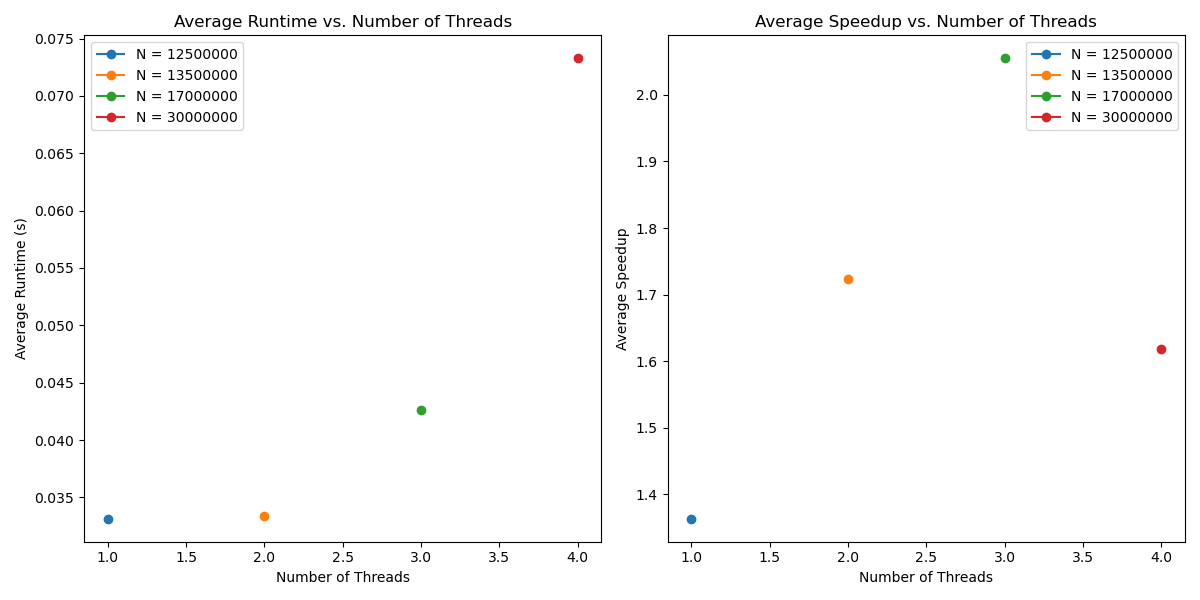 Average Runtime vs. Number of Threads
N = 12500000
N = 13500000
N = 17000000
N = 30000000
Average Runtime (s)
0.075
0.070
0.065
0.060
0.055
0.050
0.045
0.040
0.035
1.0 1.5 2.0 2.5 3.0 3.5 4.0
Number of Threads
Average Speedup vs. Number of Threads
N = 12500000
N = 13500000
N = 17000000
N = 30000000
Average Speedup
2.0
1.9
1.8
1.7
1.6
1.5
1.4
1.0 1.5 2.0 2.5 3.0 3.5 4.0
Number of Threads